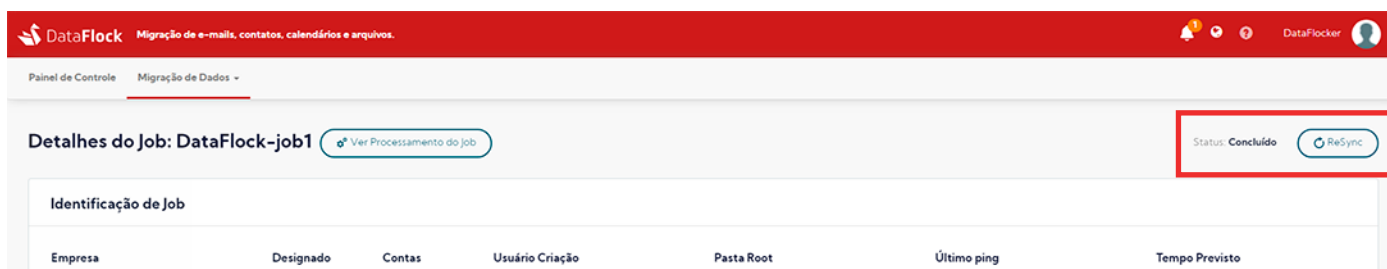 DataFlock Migração de e-mails, contatos, calendários e arquivos. 1 DataFlocker
Painel de Controle Migração de Dados
Detalhes do Job: DataFlock-job1 Ver Processamento do Job Status: Concluído ReSync
Identificação de Job
Empresa Designado Contas Usuário Criação Pasta Root Último ping Tempo Previsto